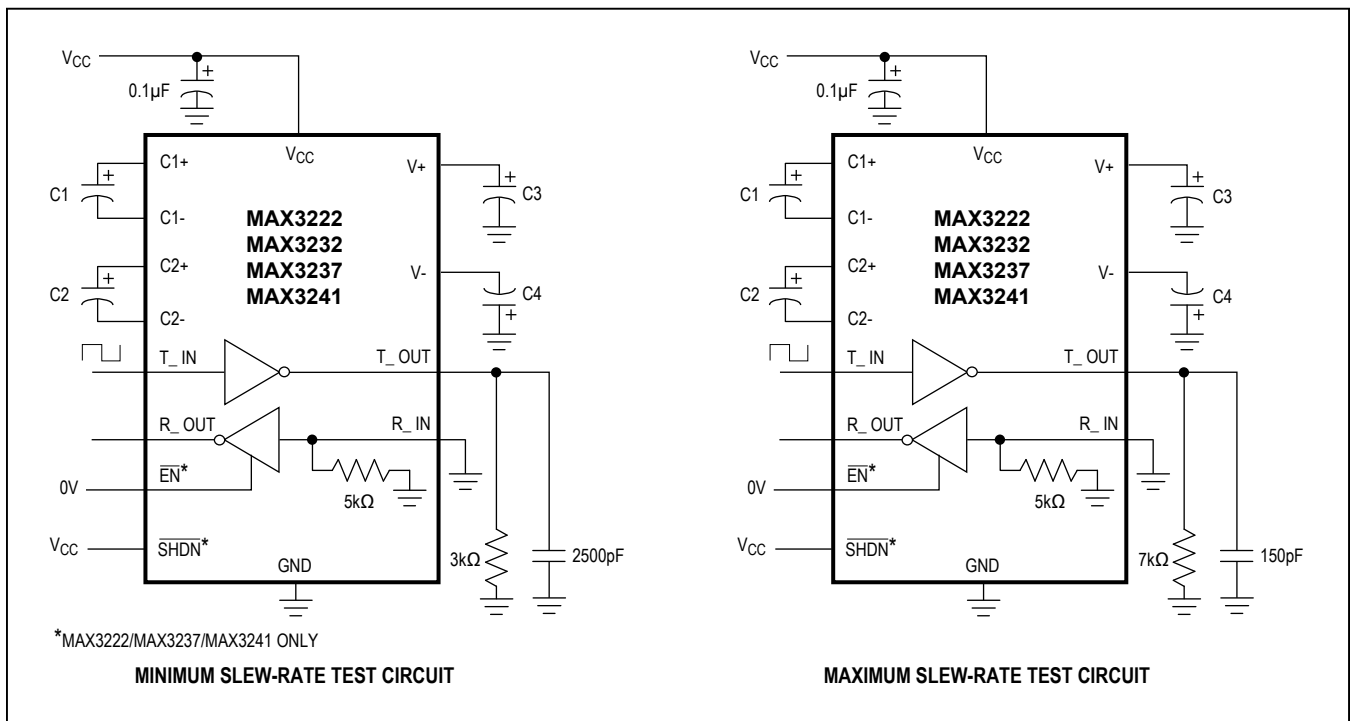 VCC
0.1µF
+
VCC
C1+
C1
+
C1-
C2+
C2
+
C2-
V+
+
C3
V-
C4
+
MAX3222
MAX3232
MAX3237
MAX3241
T_ IN
T_ OUT
R_ OUT
R_ IN
EN*
0V
5kΩ
VCC
SHDN*
GND
3kΩ
2500pF
*MAX3222/MAX3237/MAX3241 ONLY
MINIMUM SLEW-RATE TEST CIRCUIT
VCC
0.1µF
+
VCC
C1+
C1
+
C1-
C2+
C2
+
C2-
V+
+
C3
V-
C4
+
MAX3222
MAX3232
MAX3237
MAX3241
T_ IN
T_ OUT
R_ OUT
R_ IN
EN*
0V
5kΩ
VCC
SHDN*
GND
7kΩ
150pF
MAXIMUM SLEW-RATE TEST CIRCUIT